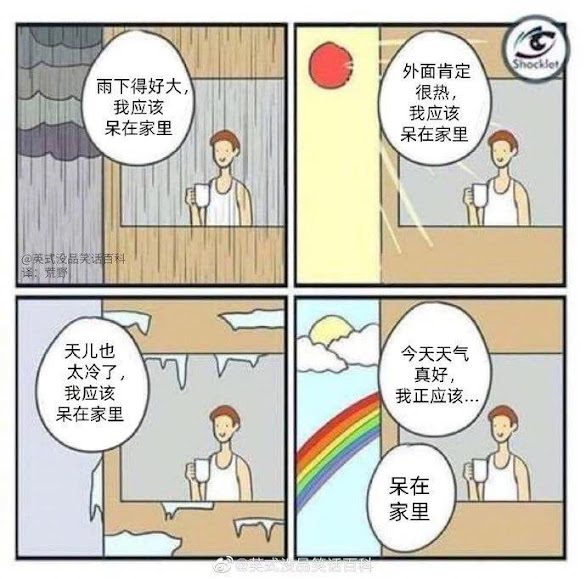 雨下得好大，
我应该
呆在家里
外面肯定
很热，
我应该
呆在家里
Shocklet
@英式没品笑话百科
译：荒野
天儿也
太冷了，
我应该
呆在家里
今天天气
真好，
我正应该...
呆在
家里
@英式没品笑话百科